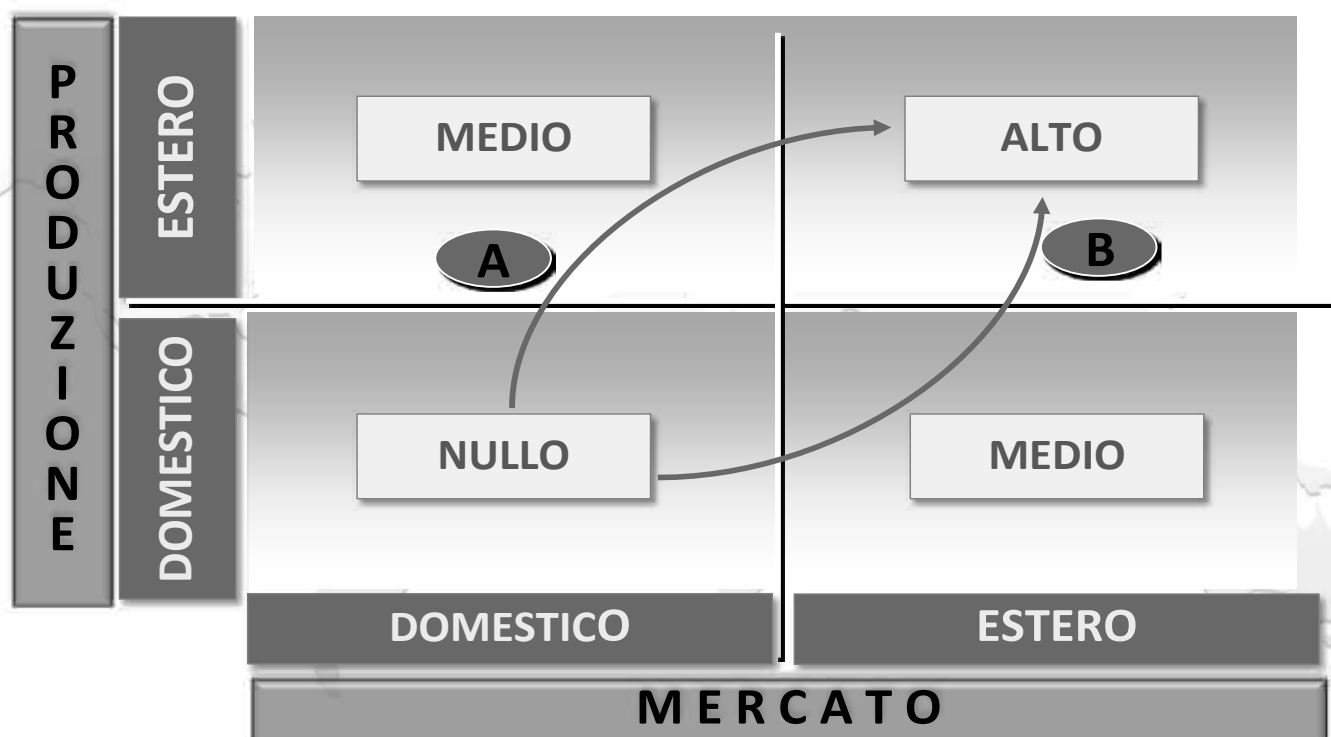 PRODUZIONE
ESTERO
MEDIO
ALTO
A
B
DOMESTICO
NULLO
MEDIO
DOMESTICO
ESTERO
MERCATO